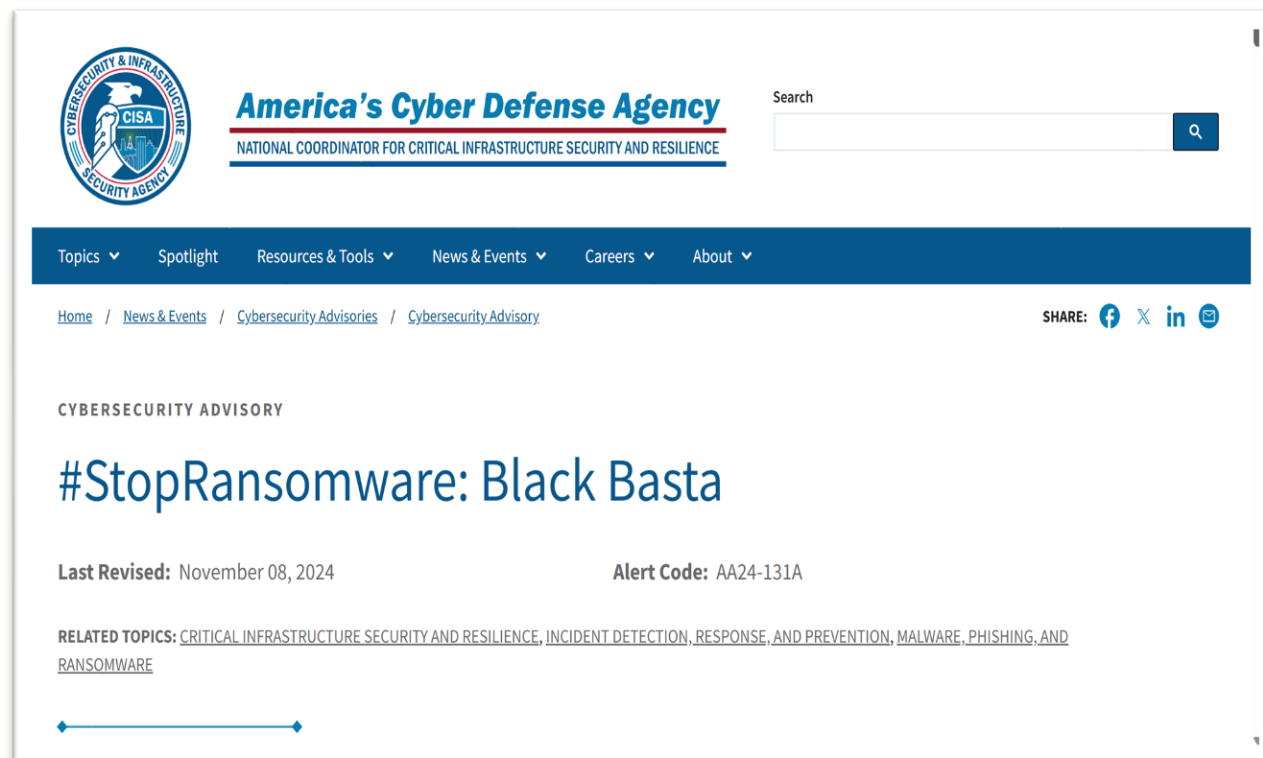 CYBERSECURITY & INFRASTRUCTURE
SECURITY AGENCY
CISA
America's Cyber Defense Agency
NATIONAL COORDINATOR FOR CRITICAL INFRASTRUCTURE SECURITY AND RESILIENCE
Search
Topics
Spotlight
Resources & Tools
News & Events
Careers
About
Home / News & Events / Cybersecurity Advisories / Cybersecurity Advisory
SHARE:
CYBERSECURITY ADVISORY
#StopRansomware: Black Basta
Last Revised: November 08, 2024
Alert Code: AA24-131A
RELATED TOPICS: CRITICAL INFRASTRUCTURE SECURITY AND RESILIENCE, INCIDENT DETECTION, RESPONSE, AND PREVENTION, MALWARE, PHISHING, AND
RANSOMWARE